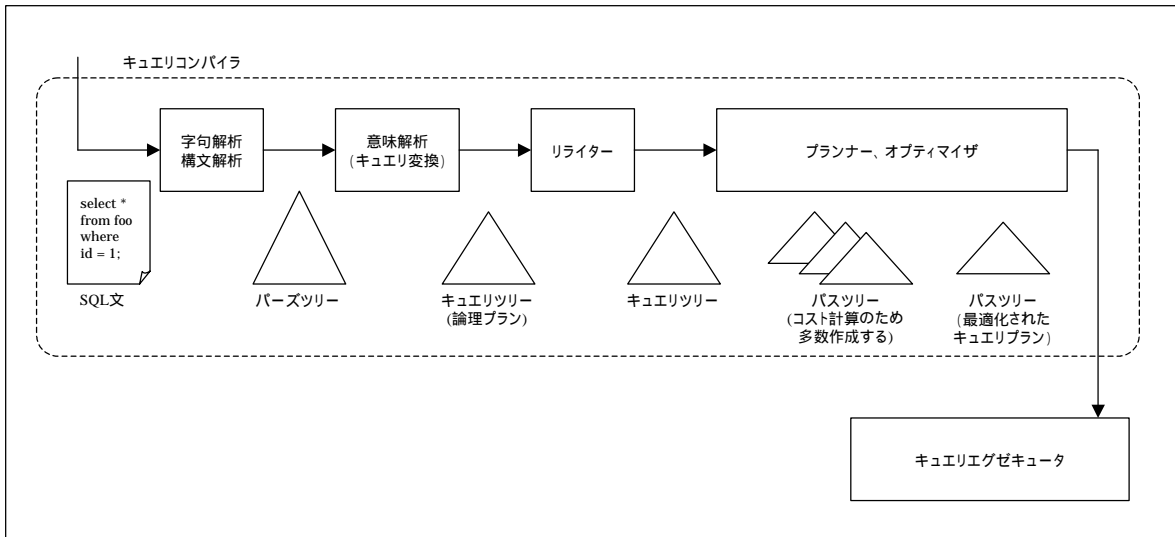 キュエリコンパイラ
字句解析
構文解析
意味解析
(キュエリ変換)
リライター
プランナー、オプティマイザ
select *
from foo
where
id = 1;
SQL文
パーズツリー
キュエリツリー
(論理プラン)
キュエリツリー
パスツリー
(コスト計算のため
多数作成する)
パスツリー
(最適化された
キュエリプラン)
キュエリエグゼキュータ